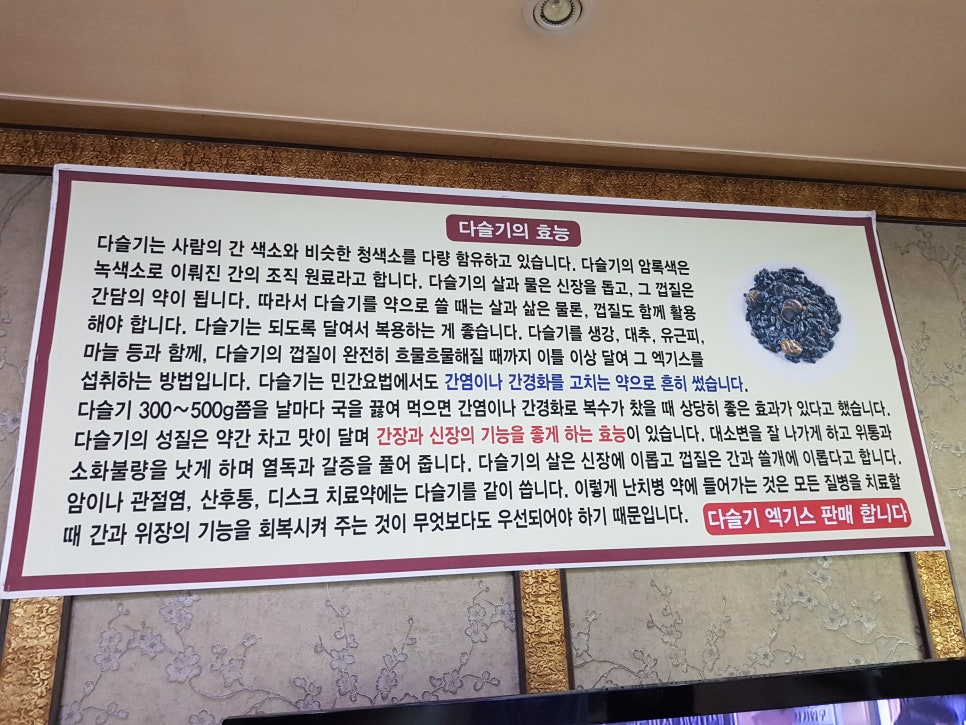 다슬기의 효능
다슬기는 사람의 간 색소와 비슷한 청색소를 다량 함유하고 있습니다. 다슬기의 암록색은
녹색소로 이뤄진 간의 조직 원료라고 합니다. 다슬기의 살과 물은 신장을 돕고, 그 껍질은
간담의 약이 됩니다. 따라서 다슬기를 약으로 쓸 때는 살과 삶은 물론, 껍질도 함께 활용
해야 합니다. 다슬기는 되도록 달여서 복용하는 게 좋습니다. 다슬기를 생강, 대추, 유근피,
마늘 등과 함께, 다슬기의 껍질이 완전히 흐물흐물해질 때까지 이틀 이상 달여 그 엑기스를
섭취하는 방법입니다. 다슬기는 민간요법에서도 간염이나 간경화를 고치는 약으로 흔히 썼습니다.
다슬기 300~500g쯤을 날마다 국을 끓여 먹으면 간염이나 간경화로 복수가 찼을 때 상당히 좋은 효과가 있다고 했습니다.
다슬기의 성질은 약간 차고 맛이 달며 간장과 신장의 기능을 좋게 하는 효능이 있습니다. 대소변을 잘 나가게 하고 위통과
소화불량을 낫게 하며 열독과 갈증을 풀어 줍니다. 다슬기의 살은 신장에 이롭고 껍질은 간과 쓸개에 이롭다고 합니다.
암이나 관절염, 산후통, 디스크 치료약에는 다슬기를 같이 씁니다. 이렇게 난치병 약에 들어가는 것은 모든 질병을 치료할
때 간과 위장의 기능을 회복시켜 주는 것이 무엇보다도 우선되어야 하기 때문입니다.
다슬기 엑기스 판매 합니다